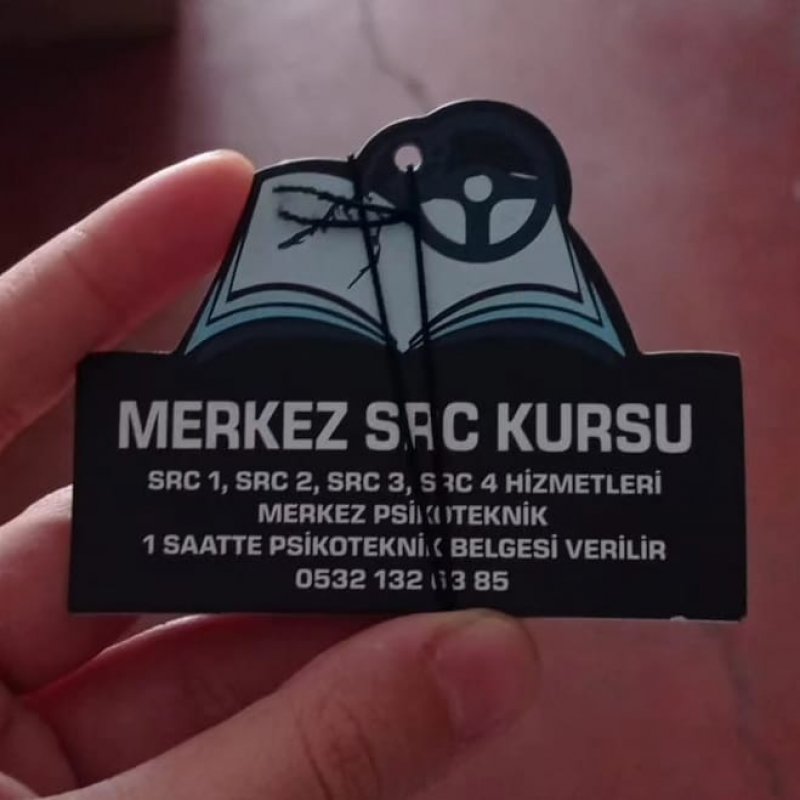 MERKEZ SRC KURSU
SRC 1, SRC 2, SRC 3, SRC 4 HİZMETLERİ
MERKEZ PSİKOTEKNİK
1 SAATTE PSİKOTEKNİK BELGESİ VERİLİR
0532 132 63 85